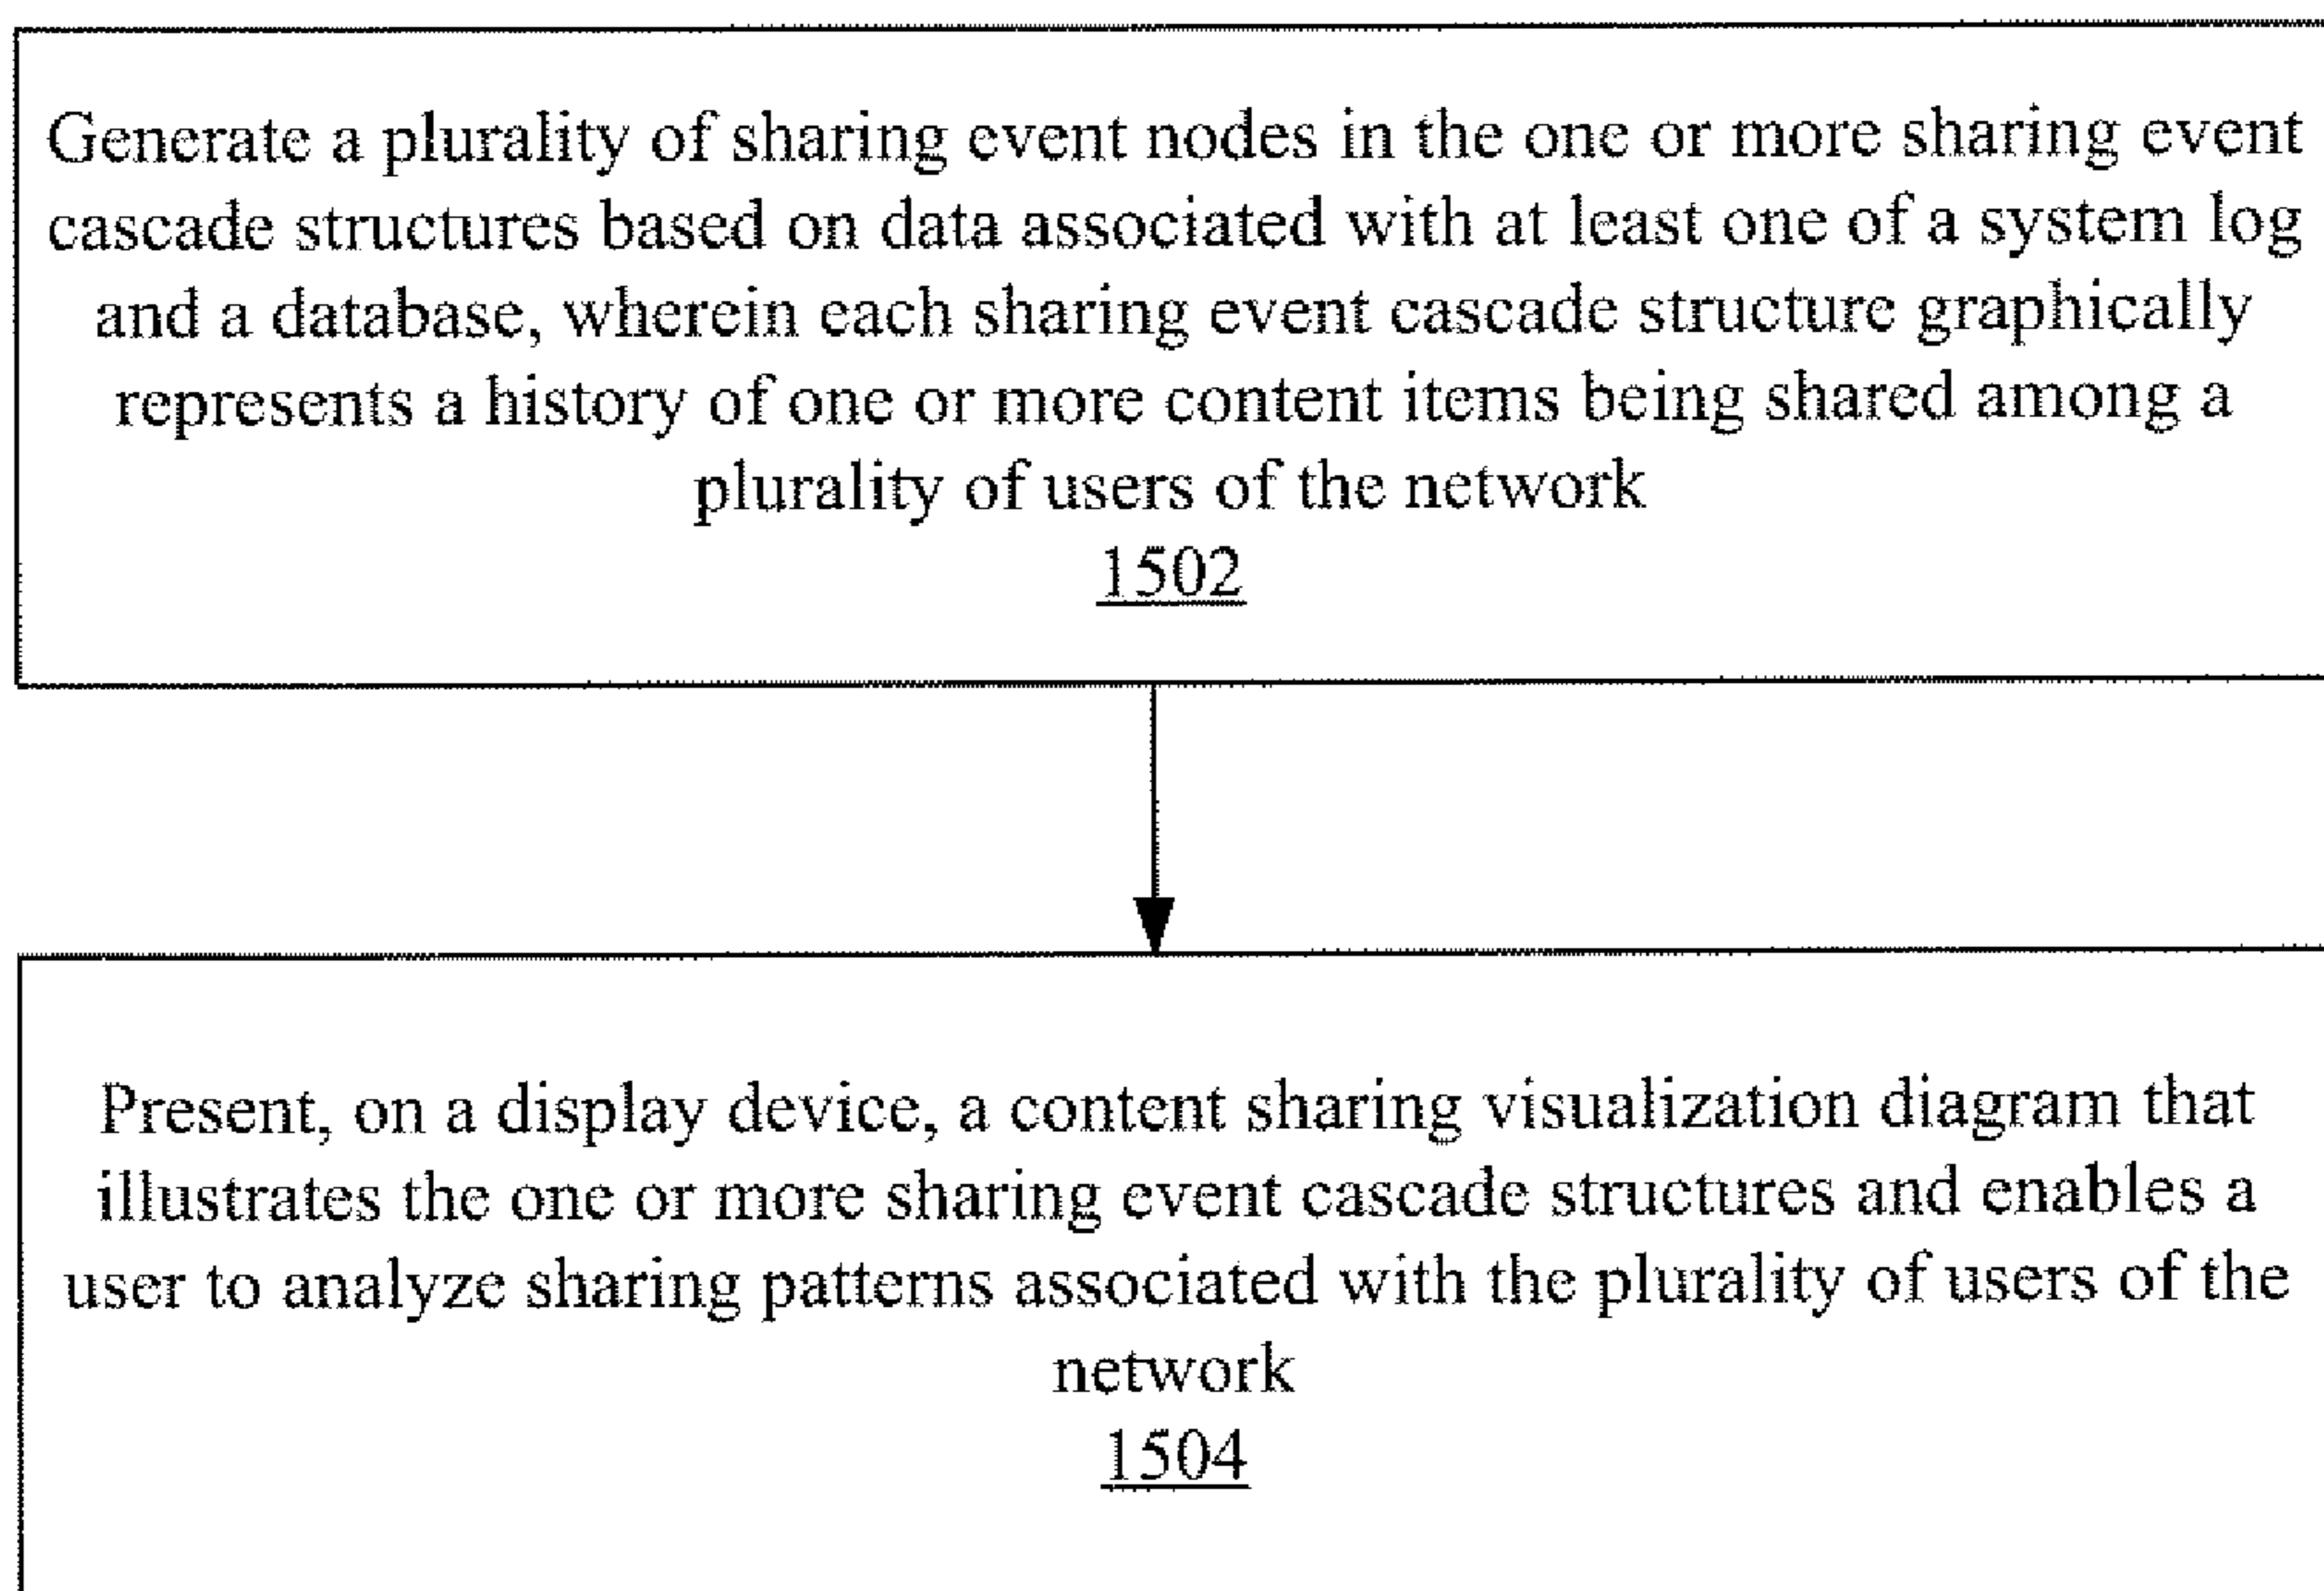 Generate a plurality of sharing event nodes in the one or more sharing event
cascade structures based on data associated with at least one of a system log
and a database, wherein each sharing event cascade structure graphically
represents a history of one or more content items being shared among a
plurality of users of the network
1502
Present, on a display device, a content sharing visualization diagram that
illustrates the one or more sharing event cascade structures and enables a
user to analyze sharing patterns associated with the plurality of users of the
network
1504